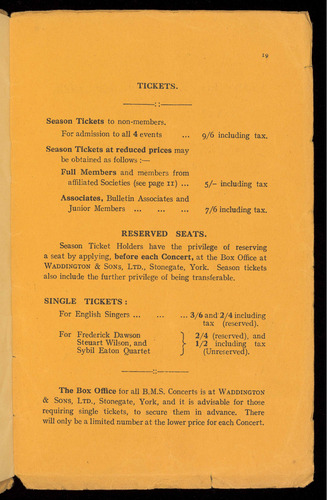 19
TICKETS.
Season Tickets to non-members.
For admission to all 4 events ... 9/6 including tax.
Season Tickets at reduced prices may
be obtained as follows :—
Full Members and members from
affiliated Societies (see page 11) ... 5/– including tax
Associates, Bulletin Associates and
Junior Members ... ... ... 7/6 including tax.
RESERVED SEATS.
Season Ticket Holders have the privilege of reserving
a seat by applying, before each Concert, at the Box Office at
WADDINGTON & SONS, LTD., Stonegate, York. Season tickets
also include the further privilege of being transferable.
SINGLE TICKETS :
For English Singers ... ... ... 3/6 and 2/4 including
tax (reserved).
For Frederick Dawson 2/4 (reserved), and
Steuart Wilson, and } 1/2 including tax
Sybil Eaton Quartet (Unreserved).
The Box Office for all B.M.S. Concerts is at WADDINGTON
& SONS, LTD., Stonegate, York, and it is advisable for those
requiring single tickets, to secure them in advance. There
will only be a limited number at the lower price for each Concert.